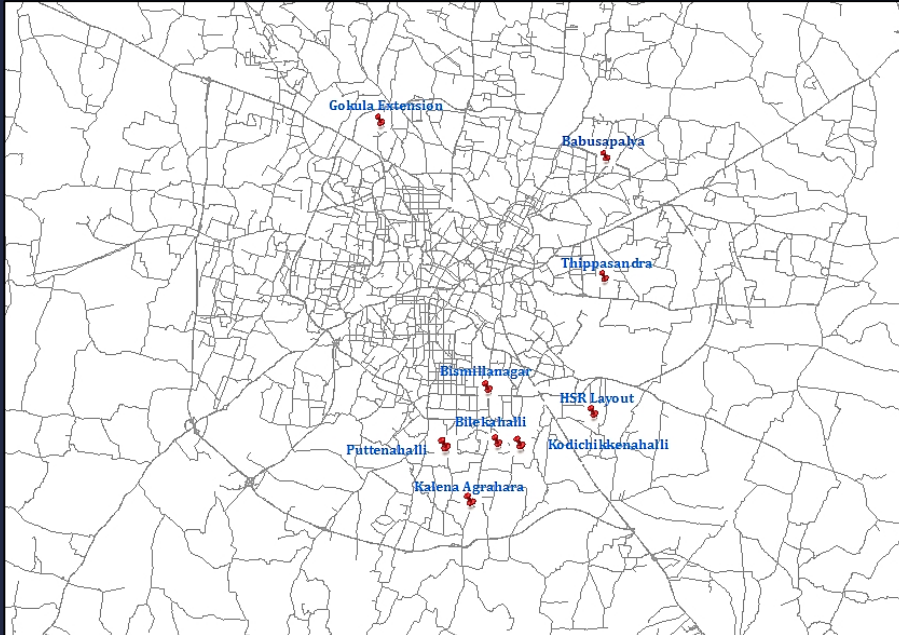 Gokula Extension
Babusapalya
Thippasandra
Bismillanagar
HSR Layout
Bilekahalli
Puttenahalli
Kodichikkenahalli
Kalena Agrahara